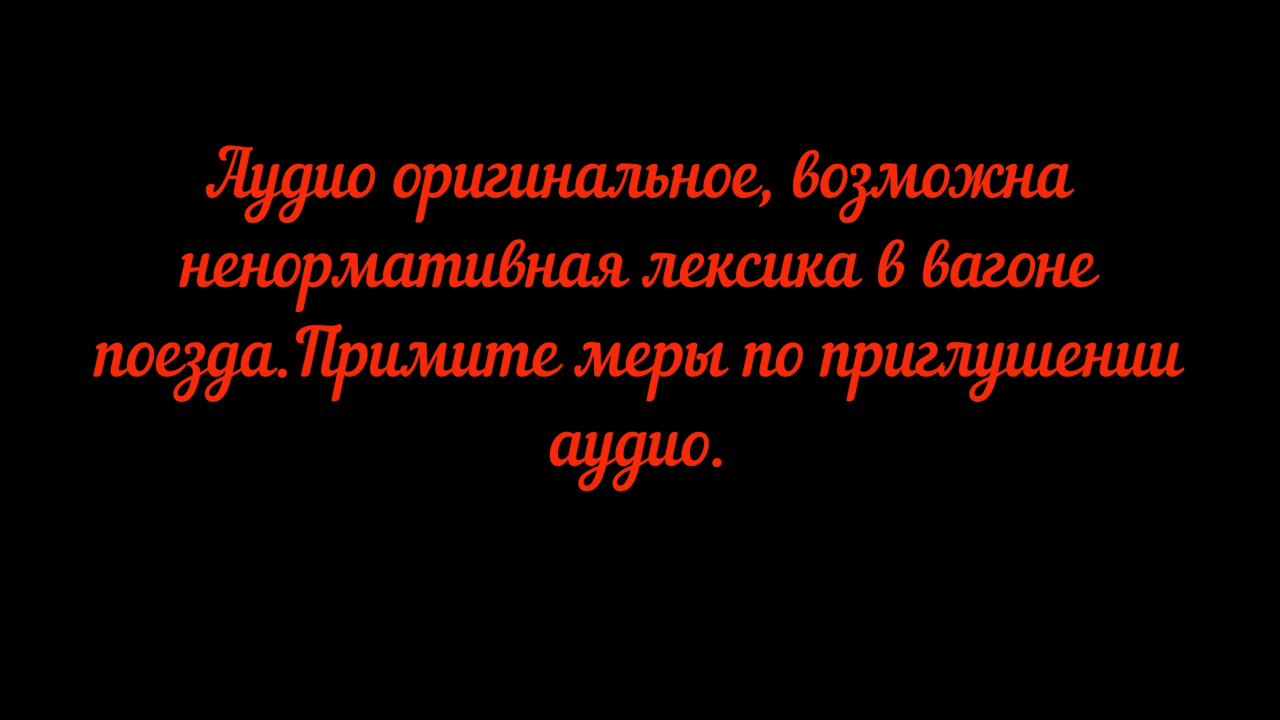 Аудио оригинальное, возможна
ненормативная лексика в вагоне
поезда.Примите меры по приглушении
аудио.